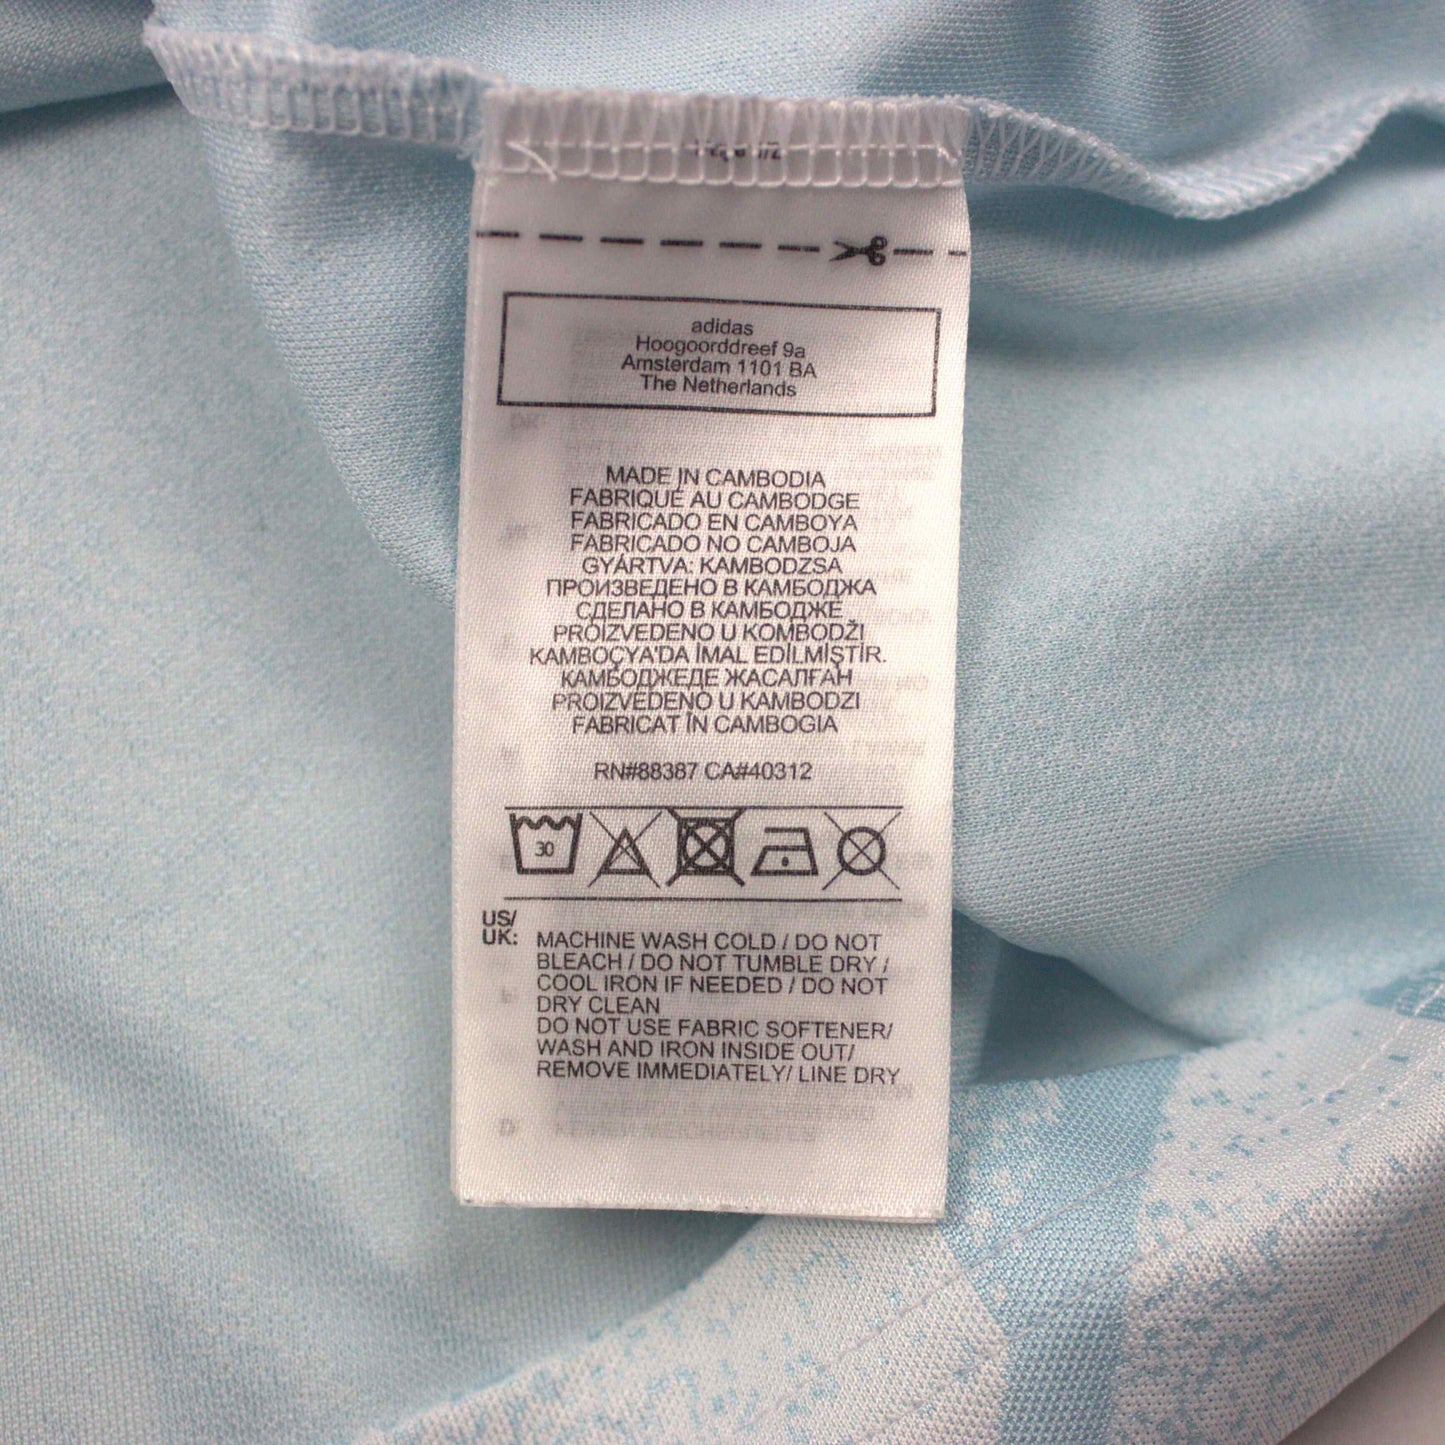 adidas
Hoogoorddreef 9a
Amsterdam 1101 BA
The Netherlands
MADE IN CAMBODIA
FABRIQUÉ AU CAMBODGE
FABRICADO EN CAMBOYA
FABRICADO NO CAMBOJA
GYÁRTVA: KAMBODZSA
ПРОИЗВЕДЕНО В КАМБОДЖА
СДЕЛАНО В КАМБОДЖЕ
PROIZVEDENO U KOMBODŽI
KAMBOÇYA'DA İMAL EDİLMİŞTİR.
КАМБОДЖЕДЕ ЖАСАЛҒАН
PROIZVEDENO U KAMBODZI
FABRICAT ÎN CAMBOGIA
RN#88387 CA#40312
30
US/
UK:
MACHINE WASH COLD / DO NOT
BLEACH / DO NOT TUMBLE DRY /
COOL IRON IF NEEDED / DO NOT
DRY CLEAN
DO NOT USE FABRIC SOFTENER/
WASH AND IRON INSIDE OUT/
REMOVE IMMEDIATELY/ LINE DRY